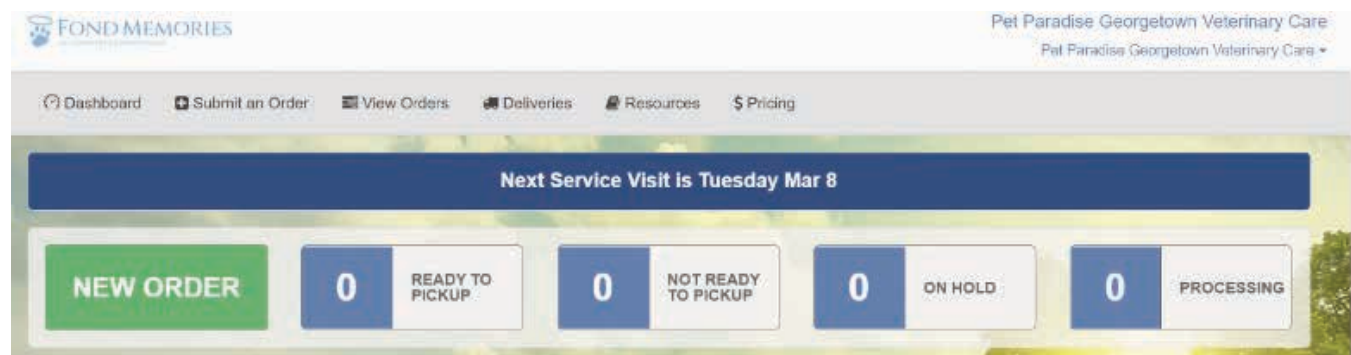 FOND MEMORIES
Pet Paradise Georgetown Veterinary Care
Pet Paradise Georgetown Veterinary Care
Dashboard Submit an Order View Orders Deliveries Resources $ Pricing
Next Service Visit is Tuesday Mar 8
NEW ORDER
0 READY TO
PICKUP
0 NOT READY
TO PICKUP
0 ON HOLD
0 PROCESSING